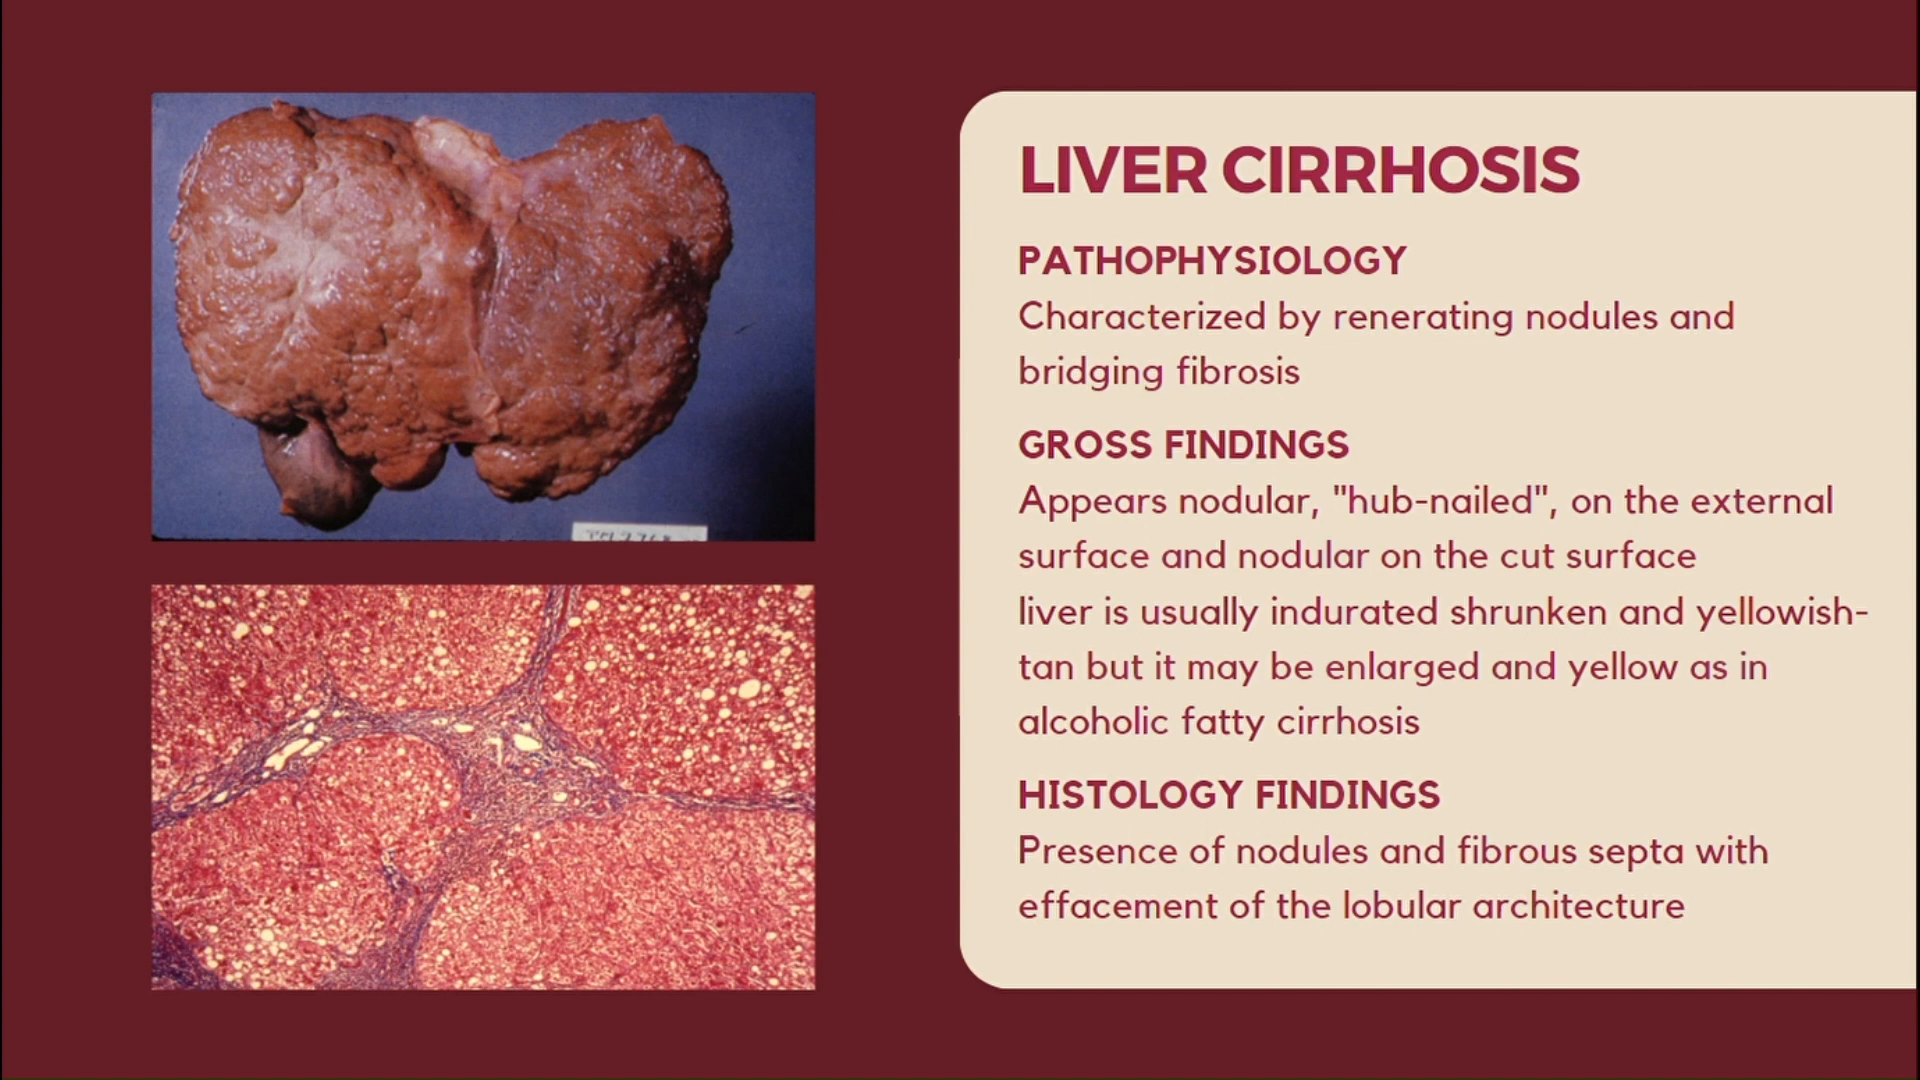 LIVER CIRRHOSIS
PATHOPHYSIOLOGY
Characterized by renerating nodules and
bridging fibrosis
GROSS FINDINGS
Appears nodular, "hub-nailed", on the external
surface and nodular on the cut surface
liver is usually indurated shrunken and yellowish-
tan but it may be enlarged and yellow as in
alcoholic fatty cirrhosis
HISTOLOGY FINDINGS
Presence of nodules and fibrous septa with
effacement of the lobular architecture